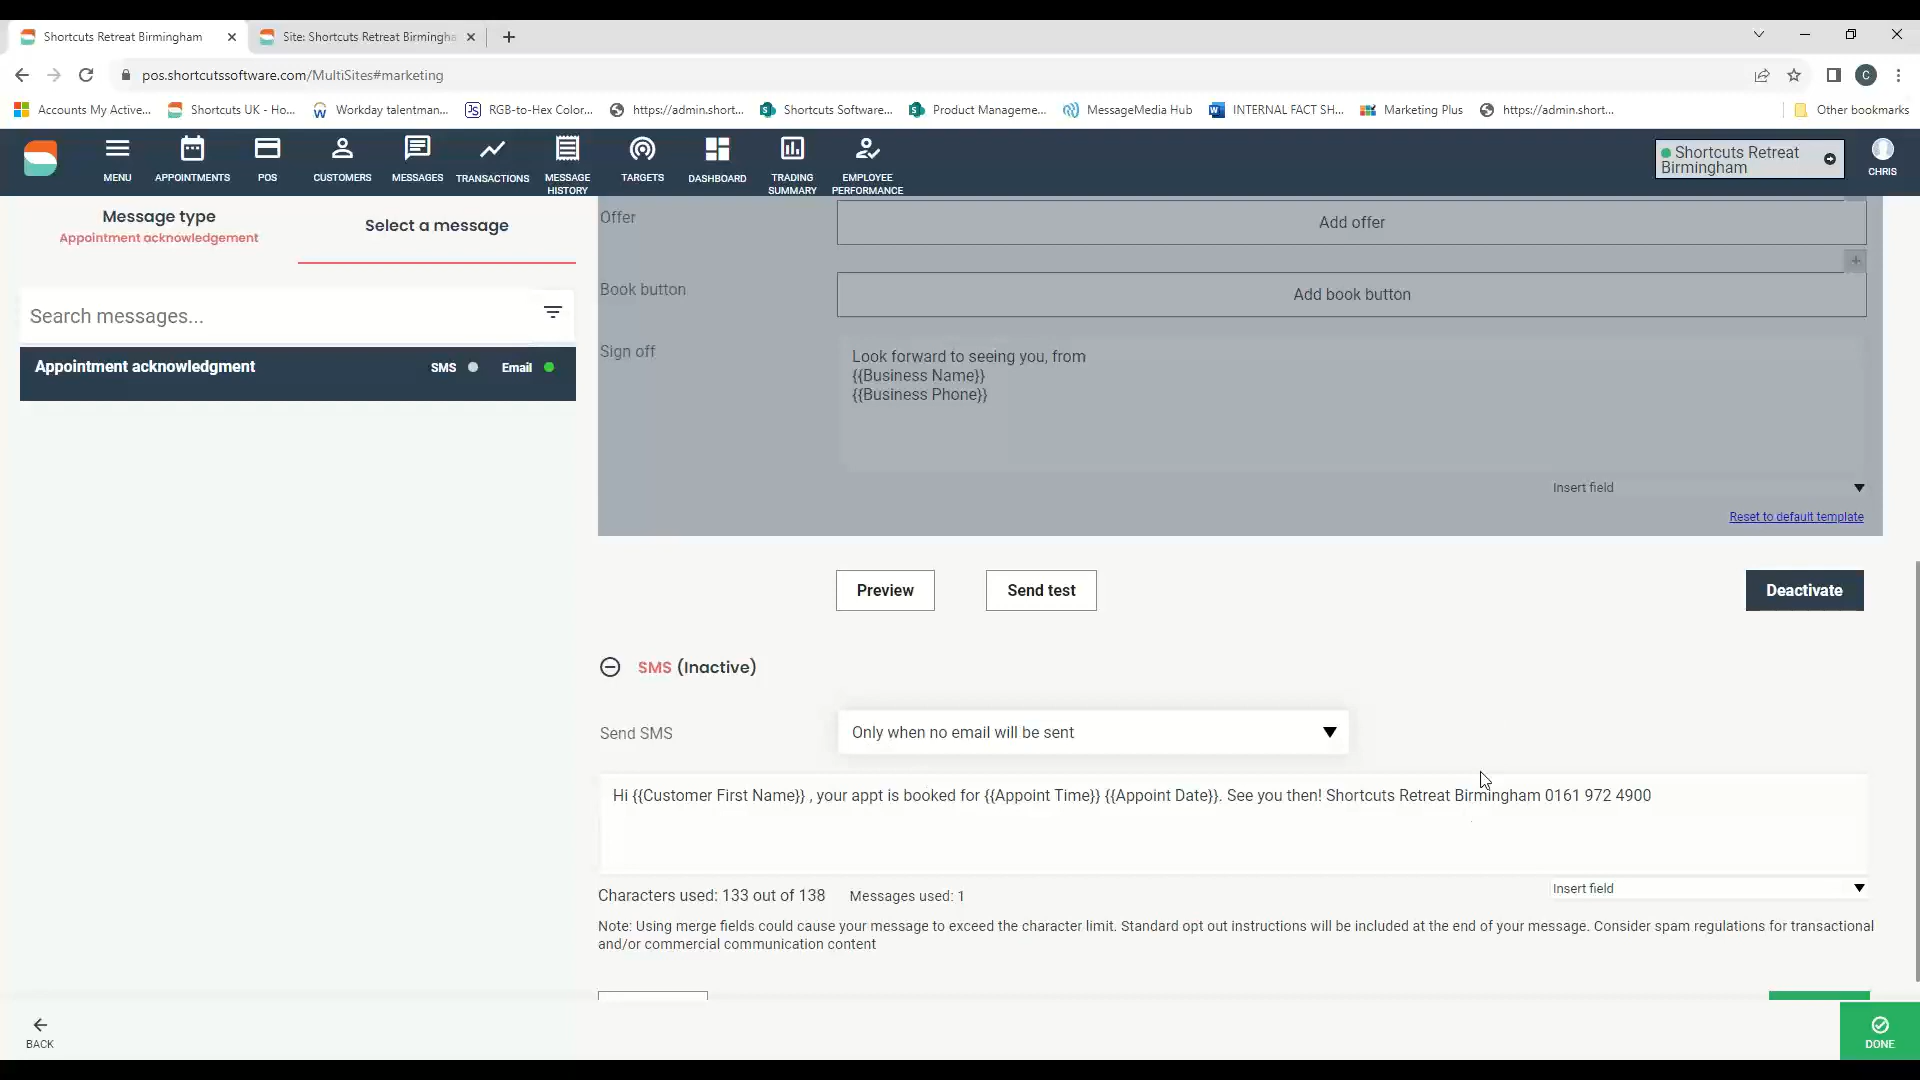 Shortcuts Retreat Birmingham
Site: Shortcuts Retreat Birmingha
pos.shortcutssoftware.com/MultiSites#marketing
C
Accounts My Active...
Shortcuts UK - Ho...
Workday talentman...
RGB-to-Hex Color...
https://admin.short...
Shortcuts Software...
Product Manageme...
MessageMedia Hub
INTERNAL FACT SH...
Marketing Plus
https://admin.short...
Other bookmarks
MENU
APPOINTMENTS
POS
CUSTOMERS
MESSAGES
TRANSACTIONS
MESSAGE
HISTORY
TARGETS
DASHBOARD
TRADING
SUMMARY
EMPLOYEE
PERFORMANCE
Shortcuts Retreat
Birmingham
CHRIS
Message type
Appointment acknowledgement
Select a message
Search messages...
Appointment acknowledgment
SMS
Email
Offer
Add offer
Book button
Add book button
Sign off
Look forward to seeing you, from
{{Business Name}}
{{Business Phone}}
Insert field
Reset to default template
Preview
Send test
Deactivate
SMS (Inactive)
Send SMS
Only when no email will be sent
Hi {{Customer First Name}} , your appt is booked for {{Appoint Time}} {{Appoint Date}}. See you then! Shortcuts Retreat Birmingham 0161 972 4900
Characters used: 133 out of 138
Messages used: 1
Insert field
Note: Using merge fields could cause your message to exceed the character limit. Standard opt out instructions will be included at the end of your message. Consider spam regulations for transactional
and/or commercial communication content
BACK
DONE